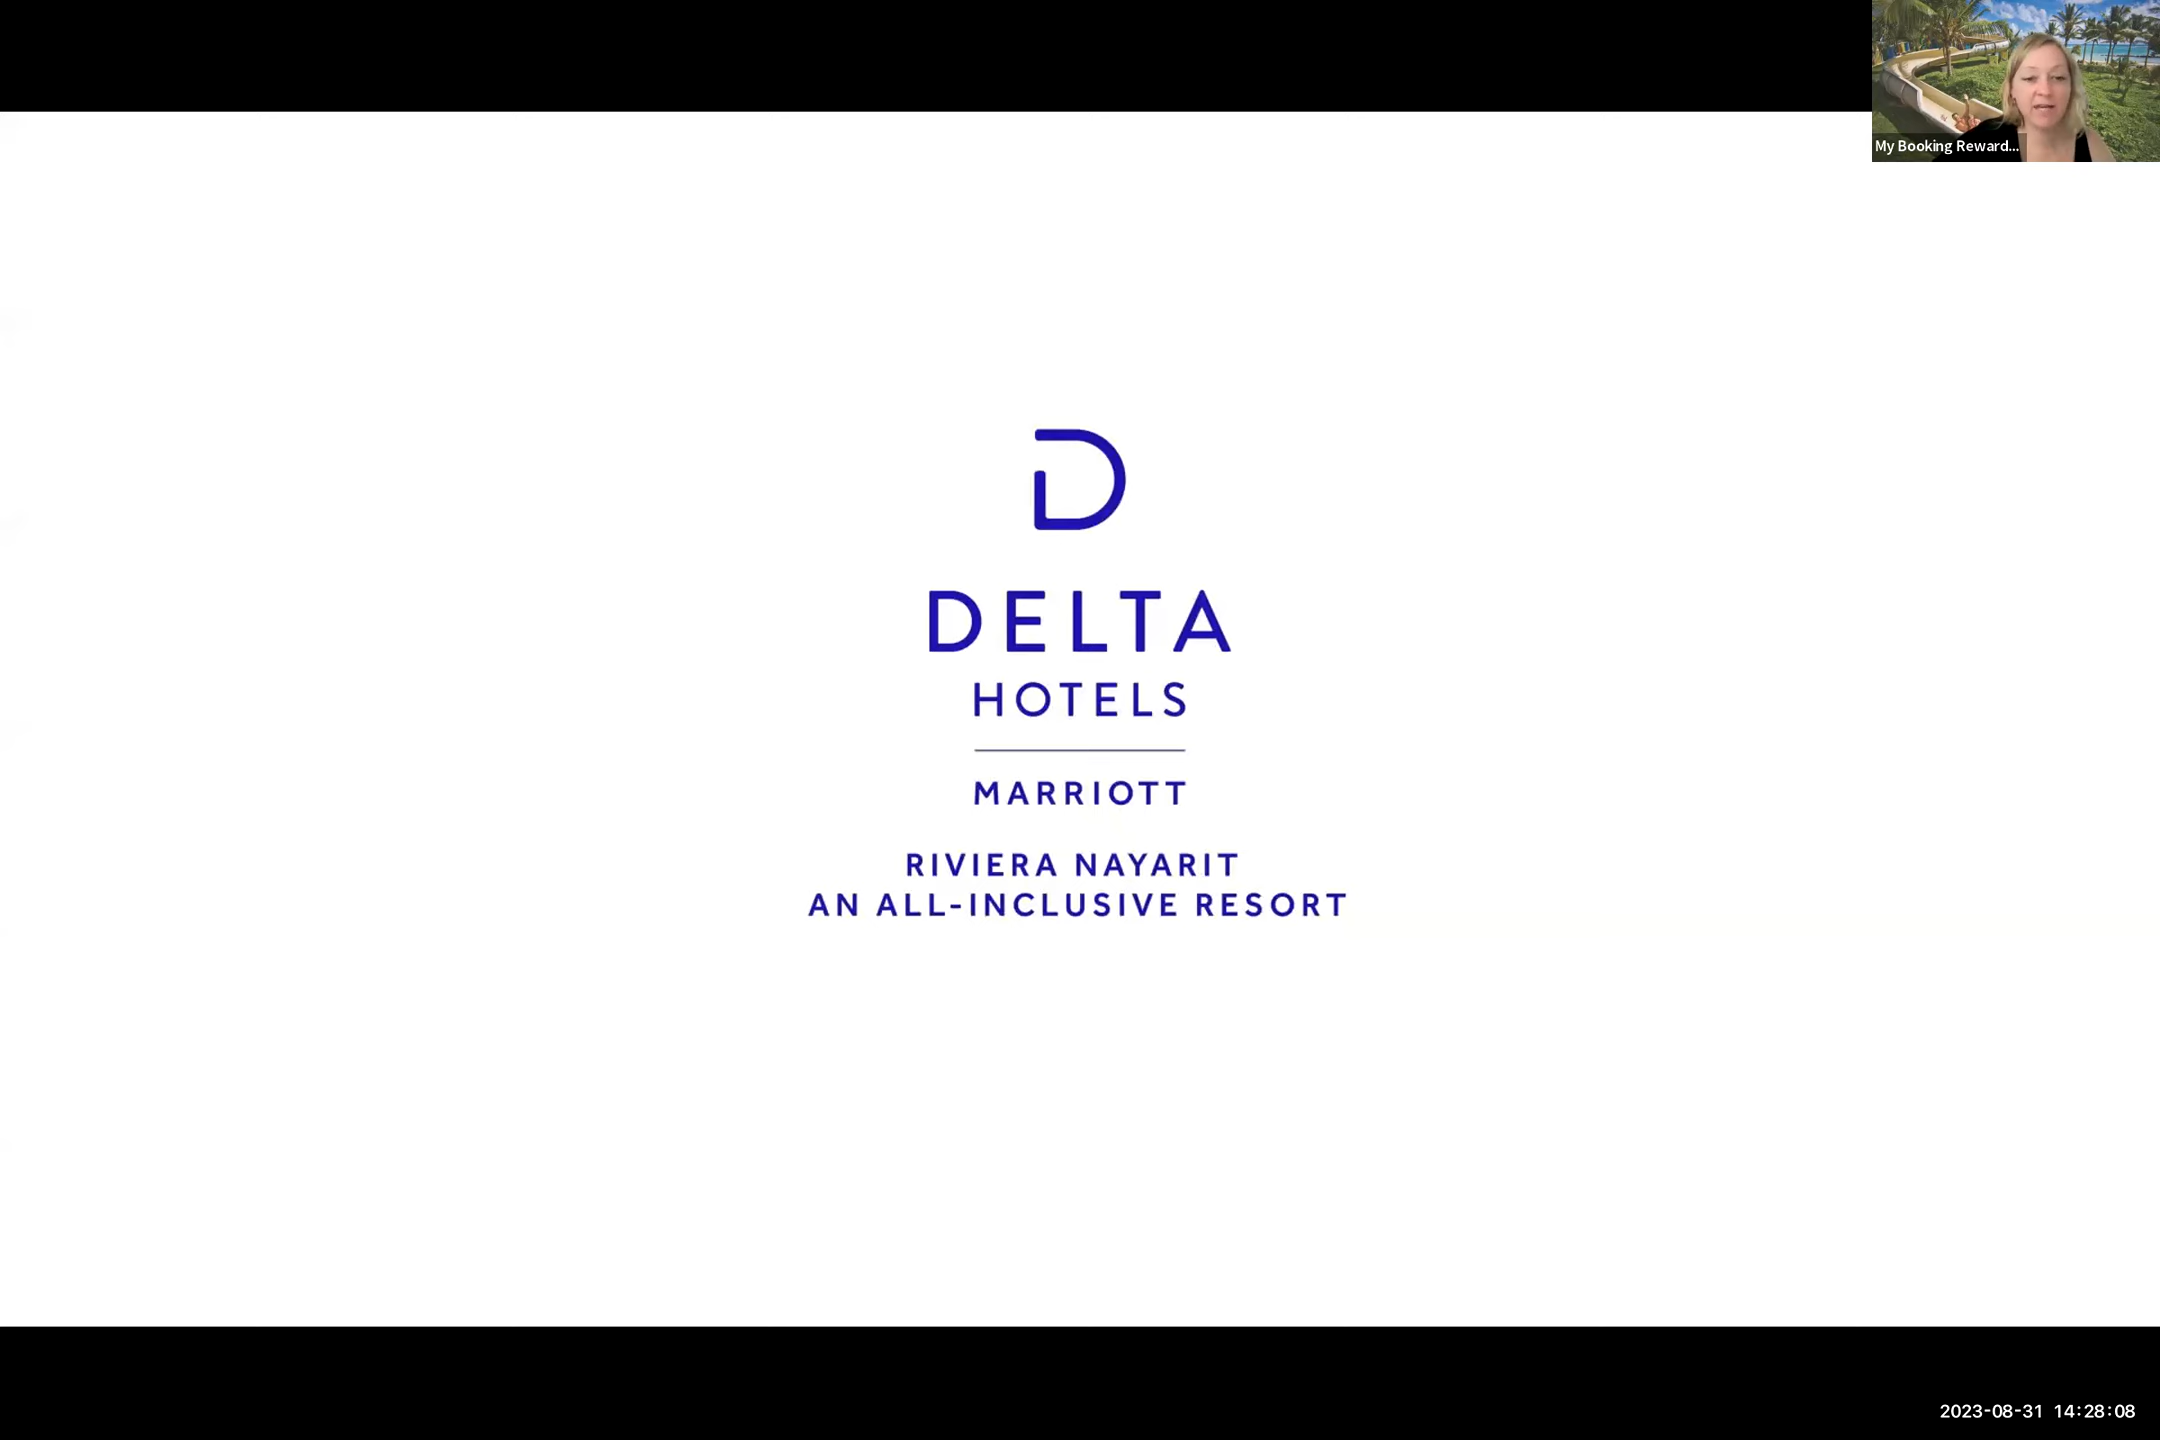 My Booking Reward...
D
DELTA
HOTELS
MARRIOTT
RIVIERA NAYARIT
AN ALL-INCLUSIVE RESORT
2023-08-31 14:28:08